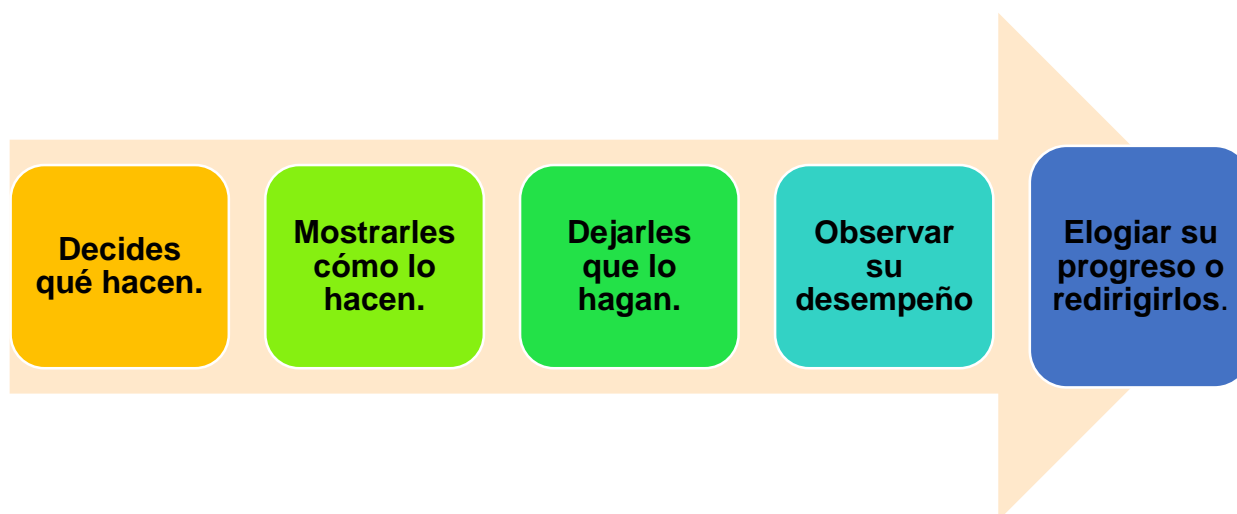 Decides
qué hacen.
Mostrarles
cómo lo
hacen.
Dejarles
que lo
hagan.
Observar
su
desempeño
Elogiar su
progreso o
redirigirlos.